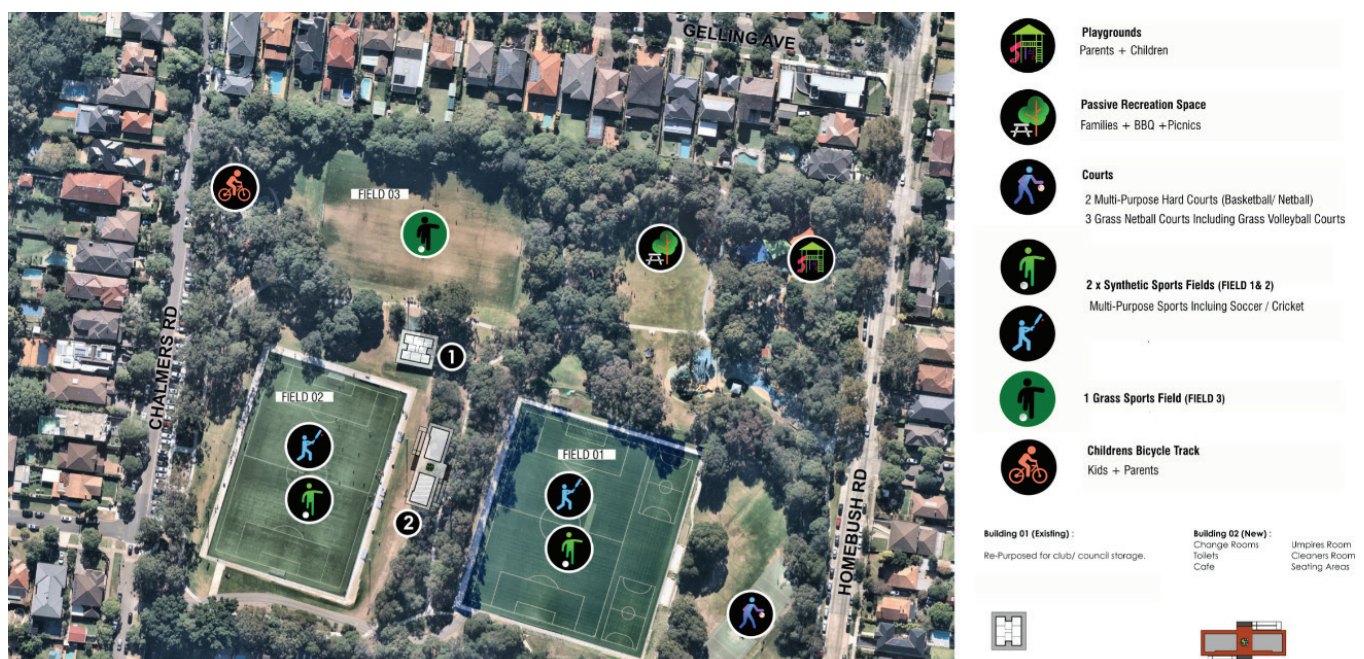 GELLING AVE
FIELD 03
CHALMERS RD
1
FIELD 02
FIELD 01
2
HOMEBUSH RD
Playgrounds
Parents + Children
Passive Recreation Space
Families + BBQ +Picnics
Courts
2 Multi-Purpose Hard Courts (Basketball/ Netball)
3 Grass Netball Courts Including Grass Volleyball Courts
2 x Synthetic Sports Fields (FIELD 1& 2)
Multi-Purpose Sports Incluing Soccer / Cricket
1 Grass Sports Field (FIELD 3)
Childrens Bicycle Track
Kids + Parents
Building 01 (Existing) :
Re-Purposed for club/ council storage.
Building 02 (New) :
Change Rooms
Toilets
Cafe
Umpires Room
Cleaners Room
Seating Areas